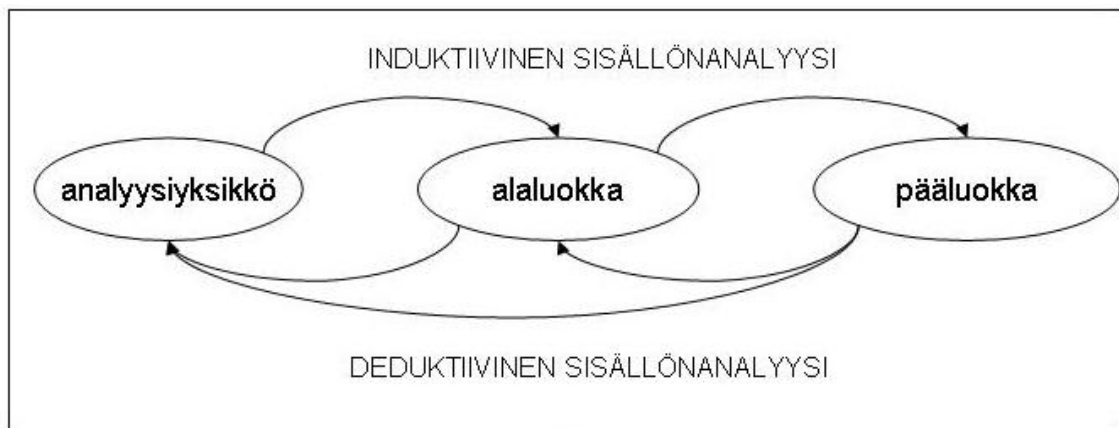 INDUKTIIVINEN SISÄLLÖNANALYYSI
analyysiyksikkö
alaluokka
pääluokka
DEDUKTIIVINEN SISÄLLÖNANALYYSI